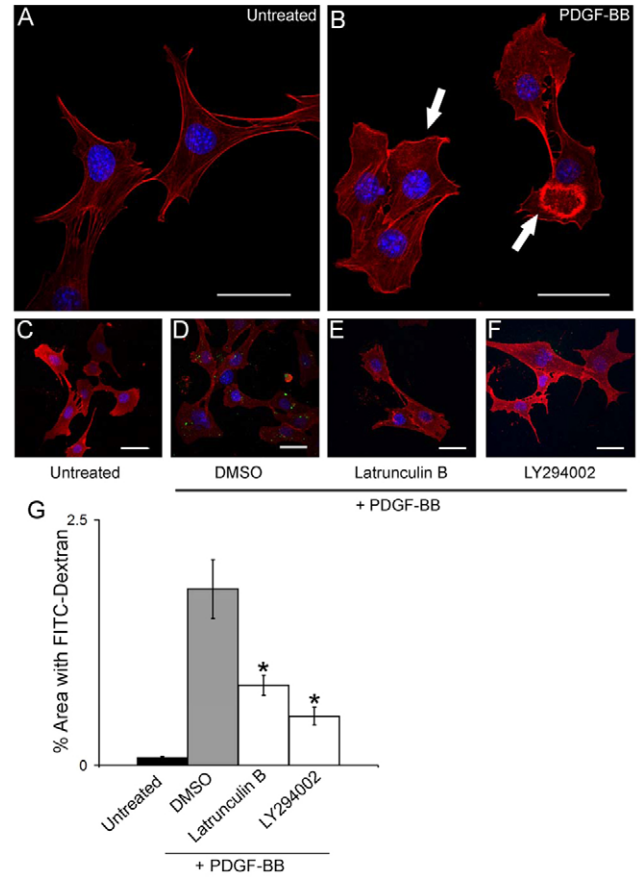 A Untreated
B PDGF-BB
C
D
E
F
Untreated DMSO Latrunculin B LY294002
+ PDGF-BB
G
2.5
% Area with FITC-Dextran
* *
0
Untreated
DMSO
Latrunculin B
LY294002
+ PDGF-BB